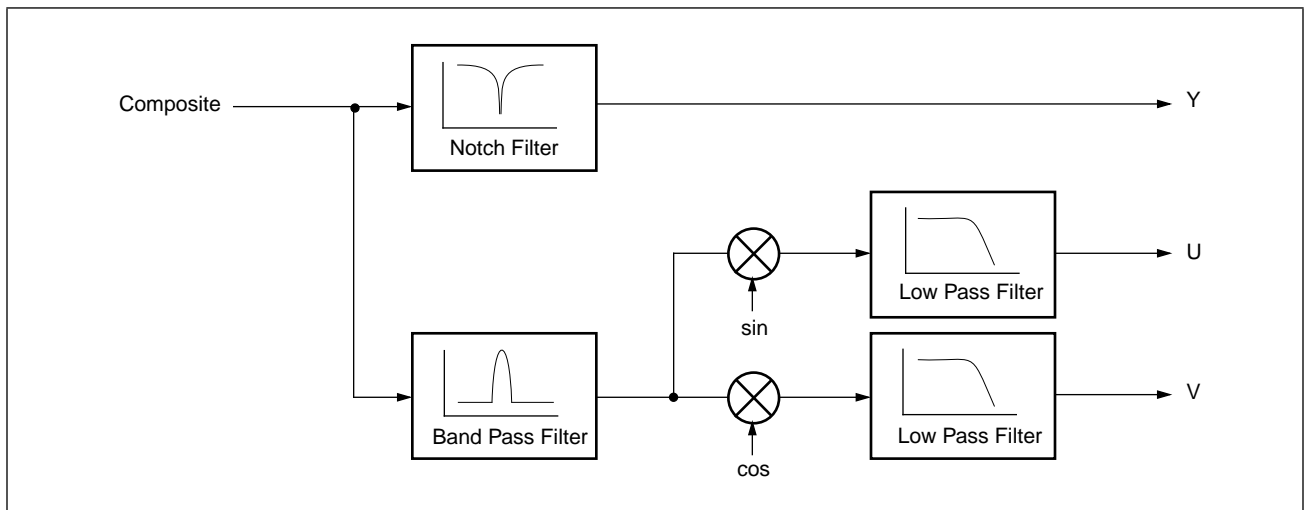 Composite
Notch Filter
Y
sin
Low Pass Filter
U
Band Pass Filter
cos
Low Pass Filter
V